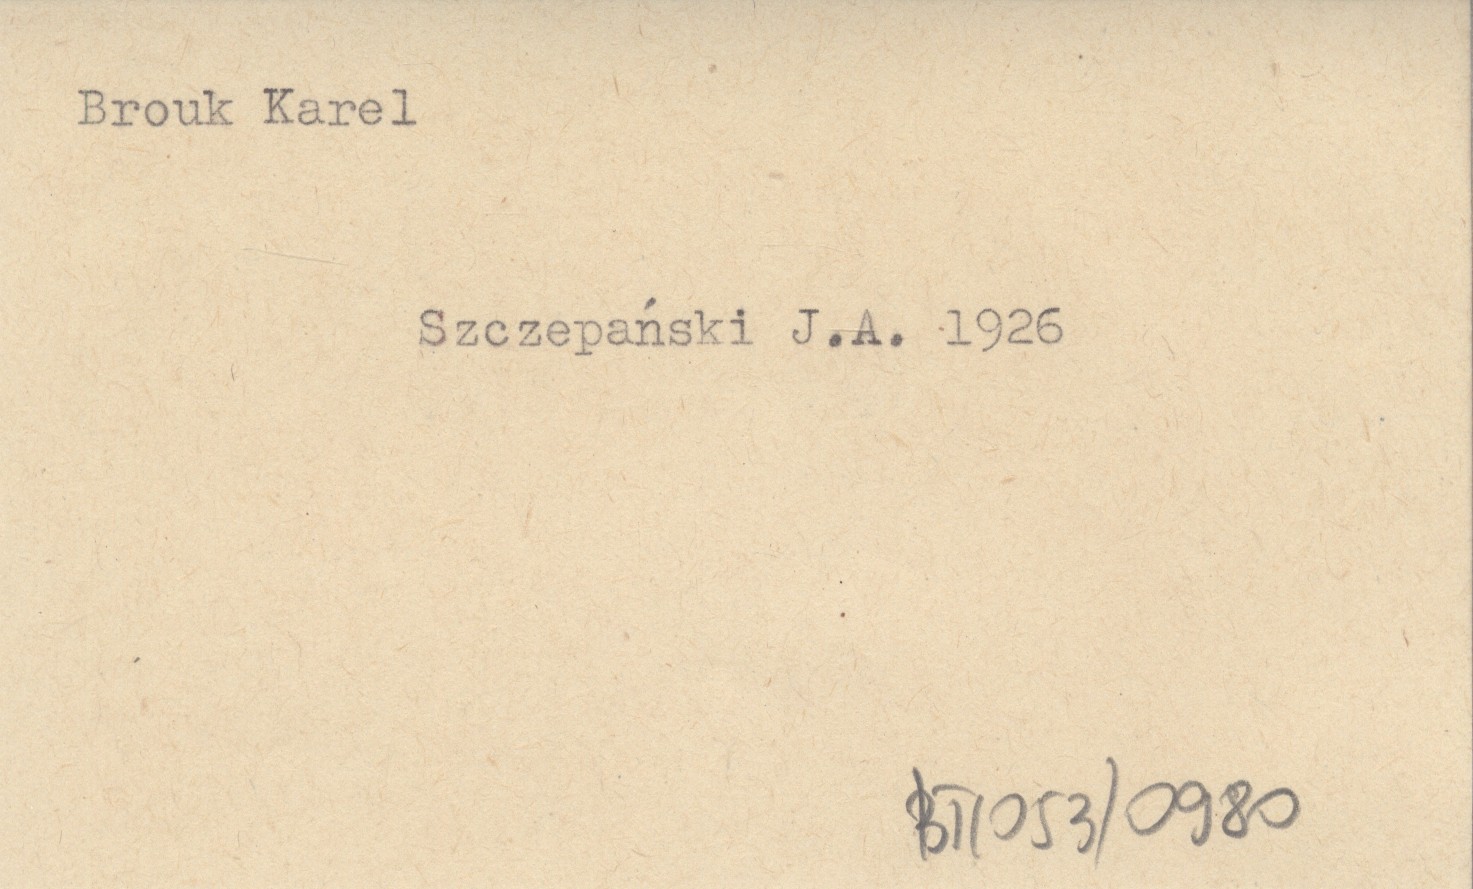 Brouk Karel
Szczepański J.A. 1926
BT/053/0980